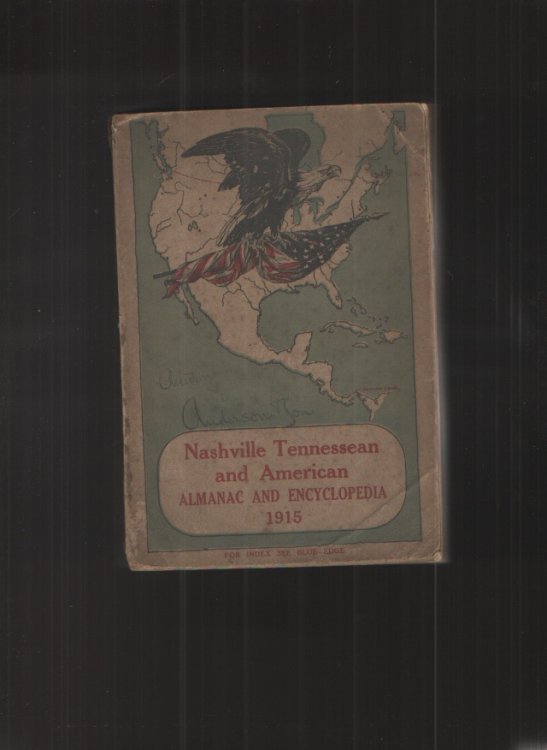 Nashville Tennessean
and American
ALMANAC AND ENCYCLOPEDIA
1915
FOR INDEX SEE BLUE EDGE